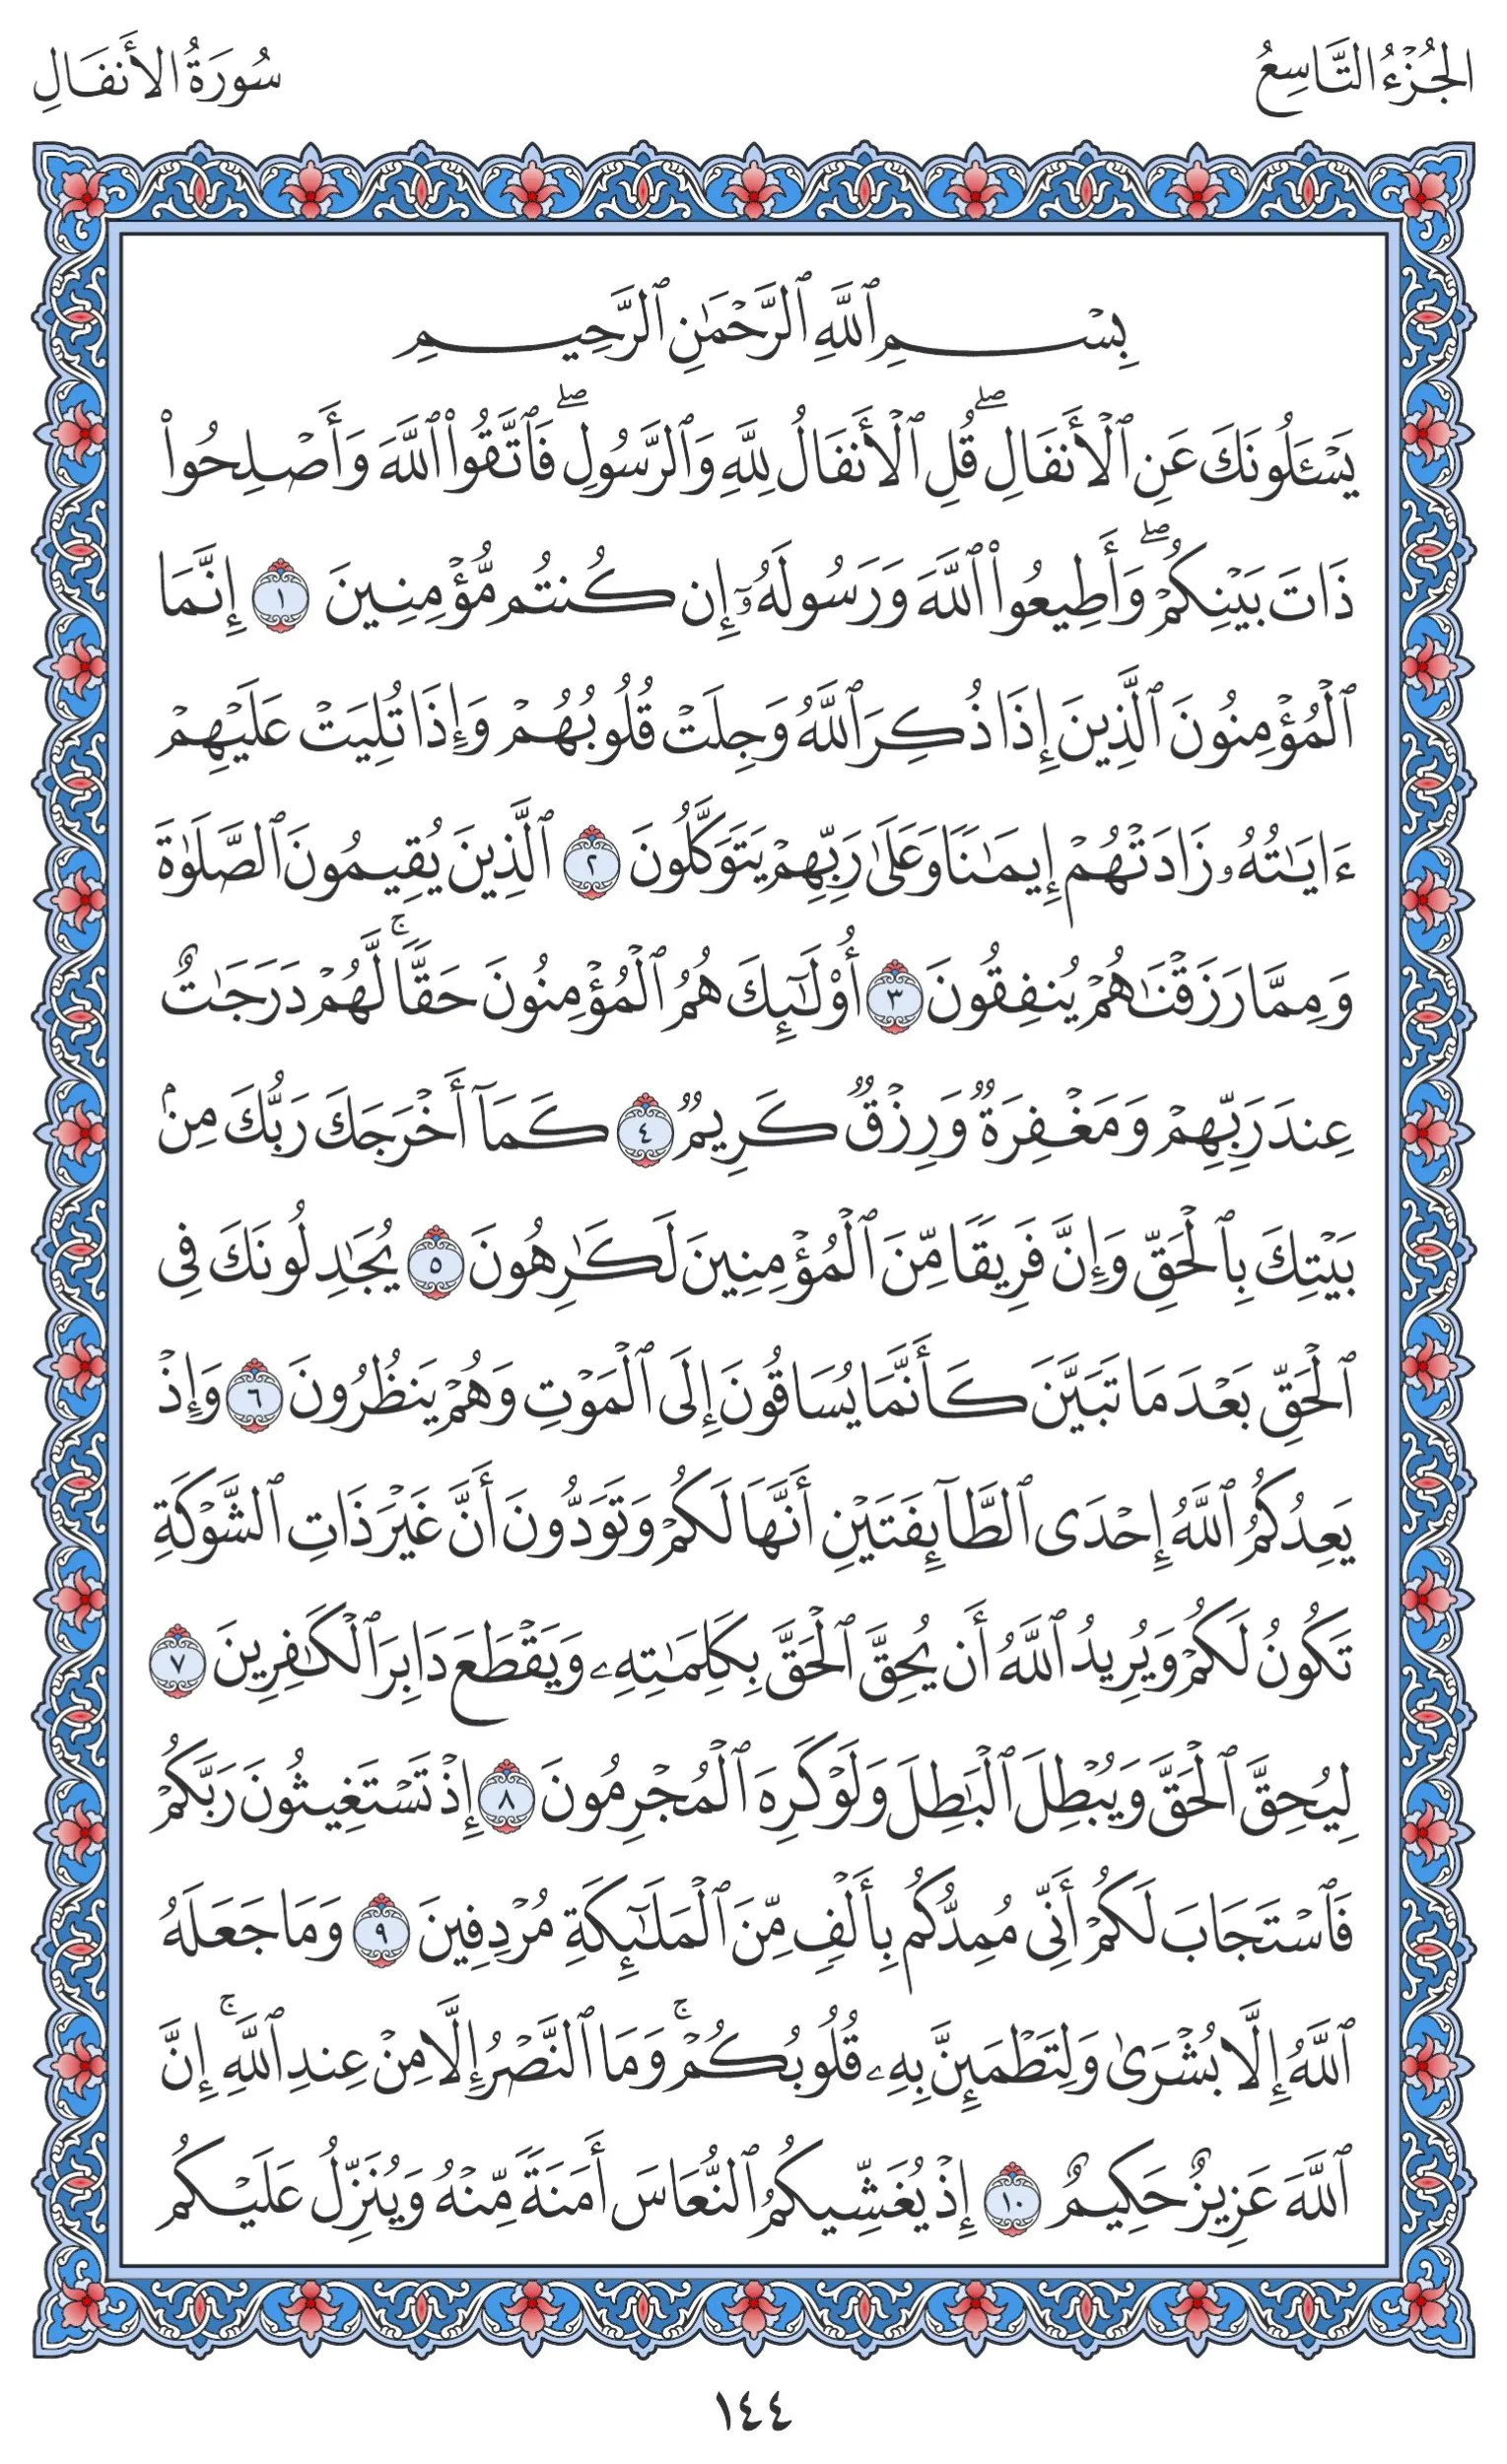 الجُزْءُ التَّاسِعُ
سُورَةُ الأَنفَالِ
بِسْمِ ٱللَّهِ ٱلرَّحْمَٰنِ ٱلرَّحِيمِ
يَسْـَٔلُونَكَ عَنِ ٱلْأَنفَالِۖ قُلِ ٱلْأَنفَالُ لِلَّهِ وَٱلرَّسُولِۖ فَٱتَّقُوا۟ ٱللَّهَ وَأَصْلِحُوا۟
ذَاتَ بَيْنِكُمْۖ وَأَطِيعُوا۟ ٱللَّهَ وَرَسُولَهُۥٓ إِن كُنتُم مُّؤْمِنِينَ ١ إِنَّمَا
ٱلْمُؤْمِنُونَ ٱلَّذِينَ إِذَا ذُكِرَ ٱللَّهُ وَجِلَتْ قُلُوبُهُمْ وَإِذَا تُلِيَتْ عَلَيْهِمْ
ءَايَٰتُهُۥ زَادَتْهُمْ إِيمَٰنًا وَعَلَىٰ رَبِّهِمْ يَتَوَكَّلُونَ ٢ ٱلَّذِينَ يُقِيمُونَ ٱلصَّلَوٰةَ
وَمِمَّا رَزَقْنَٰهُمْ يُنفِقُونَ ٣ أُو۟لَٰٓئِكَ هُمُ ٱلْمُؤْمِنُونَ حَقًّاۚ لَّهُمْ دَرَجَٰتٌ
عِندَ رَبِّهِمْ وَمَغْفِرَةٌ وَرِزْقٌ كَرِيمٌ ٤ كَمَآ أَخْرَجَكَ رَبُّكَ مِنۢ
بَيْتِكَ بِٱلْحَقِّ وَإِنَّ فَرِيقًا مِّنَ ٱلْمُؤْمِنِينَ لَكَٰرِهُونَ ٥ يُجَٰدِلُونَكَ فِى
ٱلْحَقِّ بَعْدَ مَا تَبَيَّنَ كَأَنَّمَا يُسَاقُونَ إِلَى ٱلْمَوْتِ وَهُمْ يَنظُرُونَ ٦ وَإِذْ
يَعِدُكُمُ ٱللَّهُ إِحْدَى ٱلطَّآئِفَتَيْنِ أَنَّهَا لَكُمْ وَتَوَدُّونَ أَنَّ غَيْرَ ذَاتِ ٱلشَّوْكَةِ
تَكُونُ لَكُمْ وَيُرِيدُ ٱللَّهُ أَن يُحِقَّ ٱلْحَقَّ بِكَلِمَٰتِهِۦ وَيَقْطَعَ دَابِرَ ٱلْكَٰفِرِينَ ٧
لِيُحِقَّ ٱلْحَقَّ وَيُبْطِلَ ٱلْبَٰطِلَ وَلَوْ كَرِهَ ٱلْمُجْرِمُونَ ٨ إِذْ تَسْتَغِيثُونَ رَبَّكُمْ
فَٱسْتَجَابَ لَكُمْ أَنِّى مُمِدُّكُم بِأَلْفٍ مِّنَ ٱلْمَلَٰٓئِكَةِ مُرْدِفِينَ ٩ وَمَا جَعَلَهُ
ٱللَّهُ إِلَّا بُشْرَىٰ وَلِتَطْمَئِنَّ بِهِۦ قُلُوبُكُمْۚ وَمَا ٱلنَّصْرُ إِلَّا مِنْ عِندِ ٱللَّهِۚ إِنَّ
ٱللَّهَ عَزِيزٌ حَكِيمٌ ١٠ إِذْ يُغَشِّيكُمُ ٱلنُّعَاسَ أَمَنَةً مِّنْهُ وَيُنَزِّلُ عَلَيْكُم
١٤٤